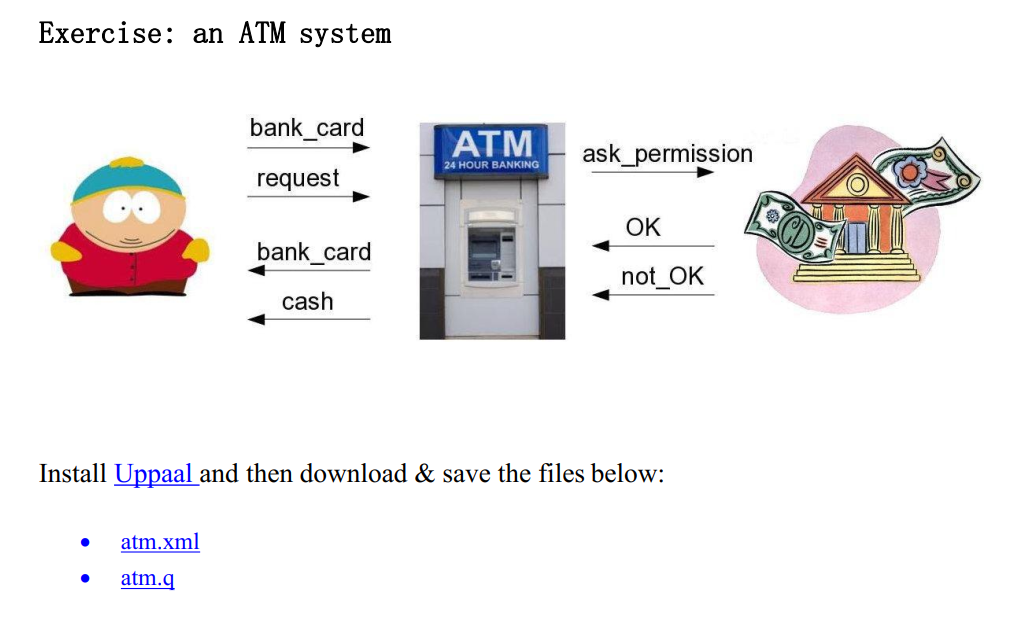 Exercise: an ATM system
bank_card
request
bank_card
cash
ATM
24 HOUR BANKING
ask_permission
OK
not_OK
Install Uppaal and then download & save the files below:
• atm.xml
• atm.q